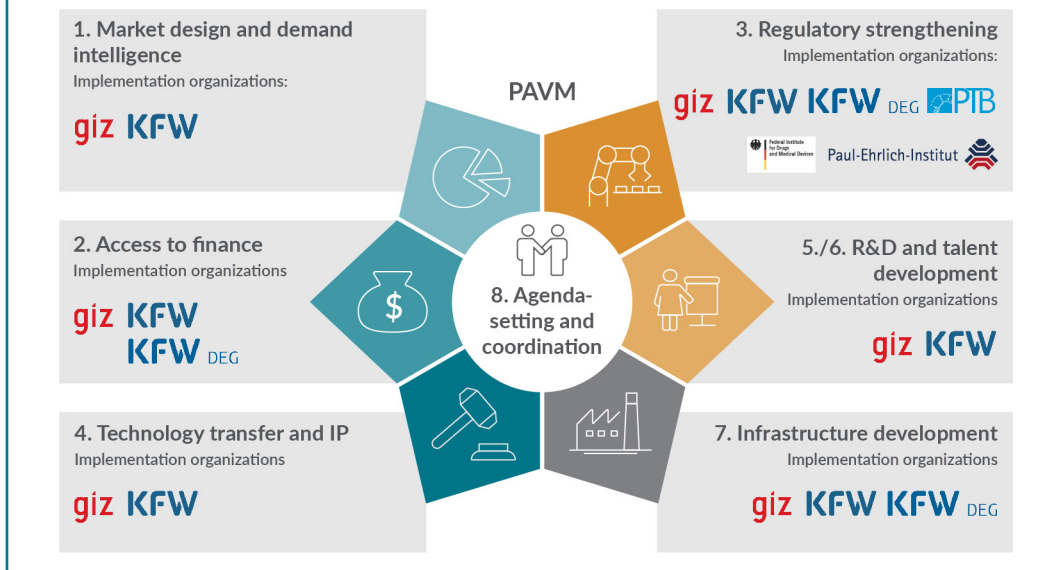 1. Market design and demand
intelligence
Implementation organizations:
giz KFW
PAVM
3. Regulatory strengthening
Implementation organizations:
giz KFW KFW DEG PTB
Federal Institute
for Drugs
and Medical Devices
Paul-Ehrlich-Institut
2. Access to finance
Implementation organizations
giz KFW
KFW DEG
$
8. Agenda-
setting and
coordination
5./6. R&D and talent
development
Implementation organizations
giz KFW
4. Technology transfer and IP
Implementation organizations
giz KFW
7. Infrastructure development
Implementation organizations
giz KFW KFW DEG